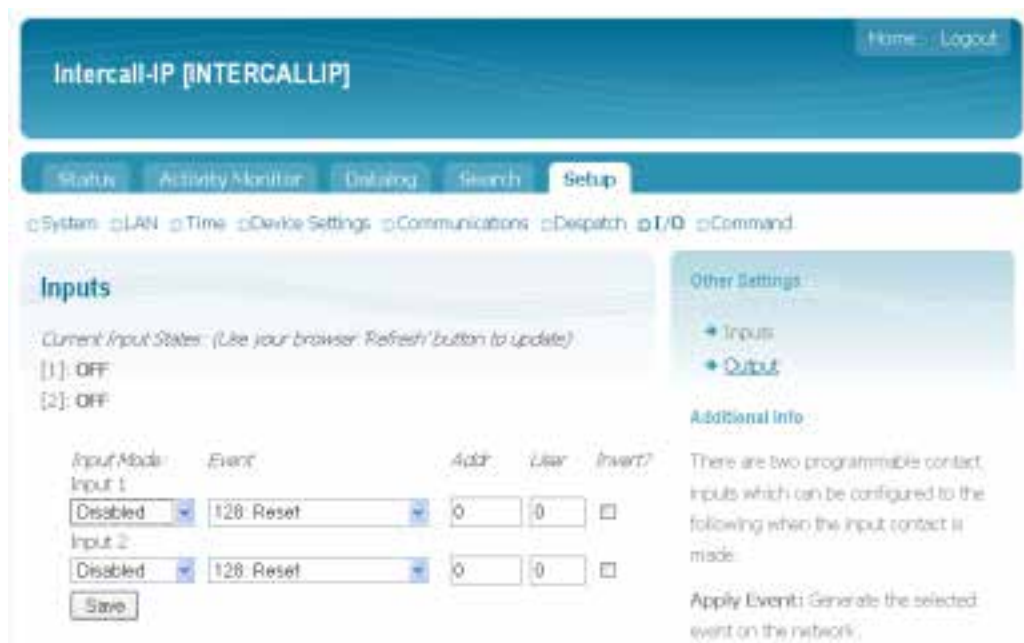 Home Logout
Intercall-IP [INTERCALLIP]
Status Activity Monitor Datalog Search Setup
System LAN Time Device Settings Communications Despatch I/O Command
Inputs
Current Input States: (Use your browser 'Refresh' button to update)
[1]: OFF
[2]: OFF
Input Mode Event Addr User Invert?
Input 1
Disabled 128: Reset 0 0
Input 2
Disabled 128: Reset 0 0
Save
Other Settings
Inputs
Output
Additional Info
There are two programmable contact
inputs which can be configured to the
following when the input contact is
made:
Apply Event: Generate the selected
event on the network.